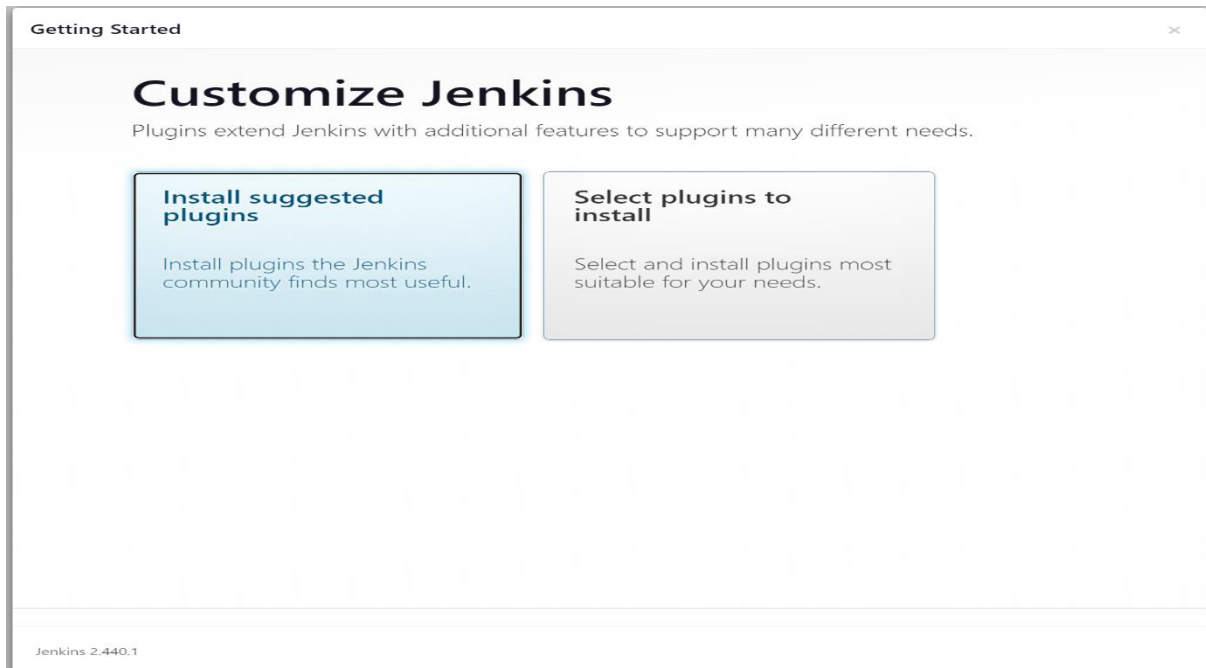 Getting Started
×
Customize Jenkins
Plugins extend Jenkins with additional features to support many different needs.
Install suggested
plugins
Install plugins the Jenkins
community finds most useful.
Select plugins to
install
Select and install plugins most
suitable for your needs.
Jenkins 2.440.1